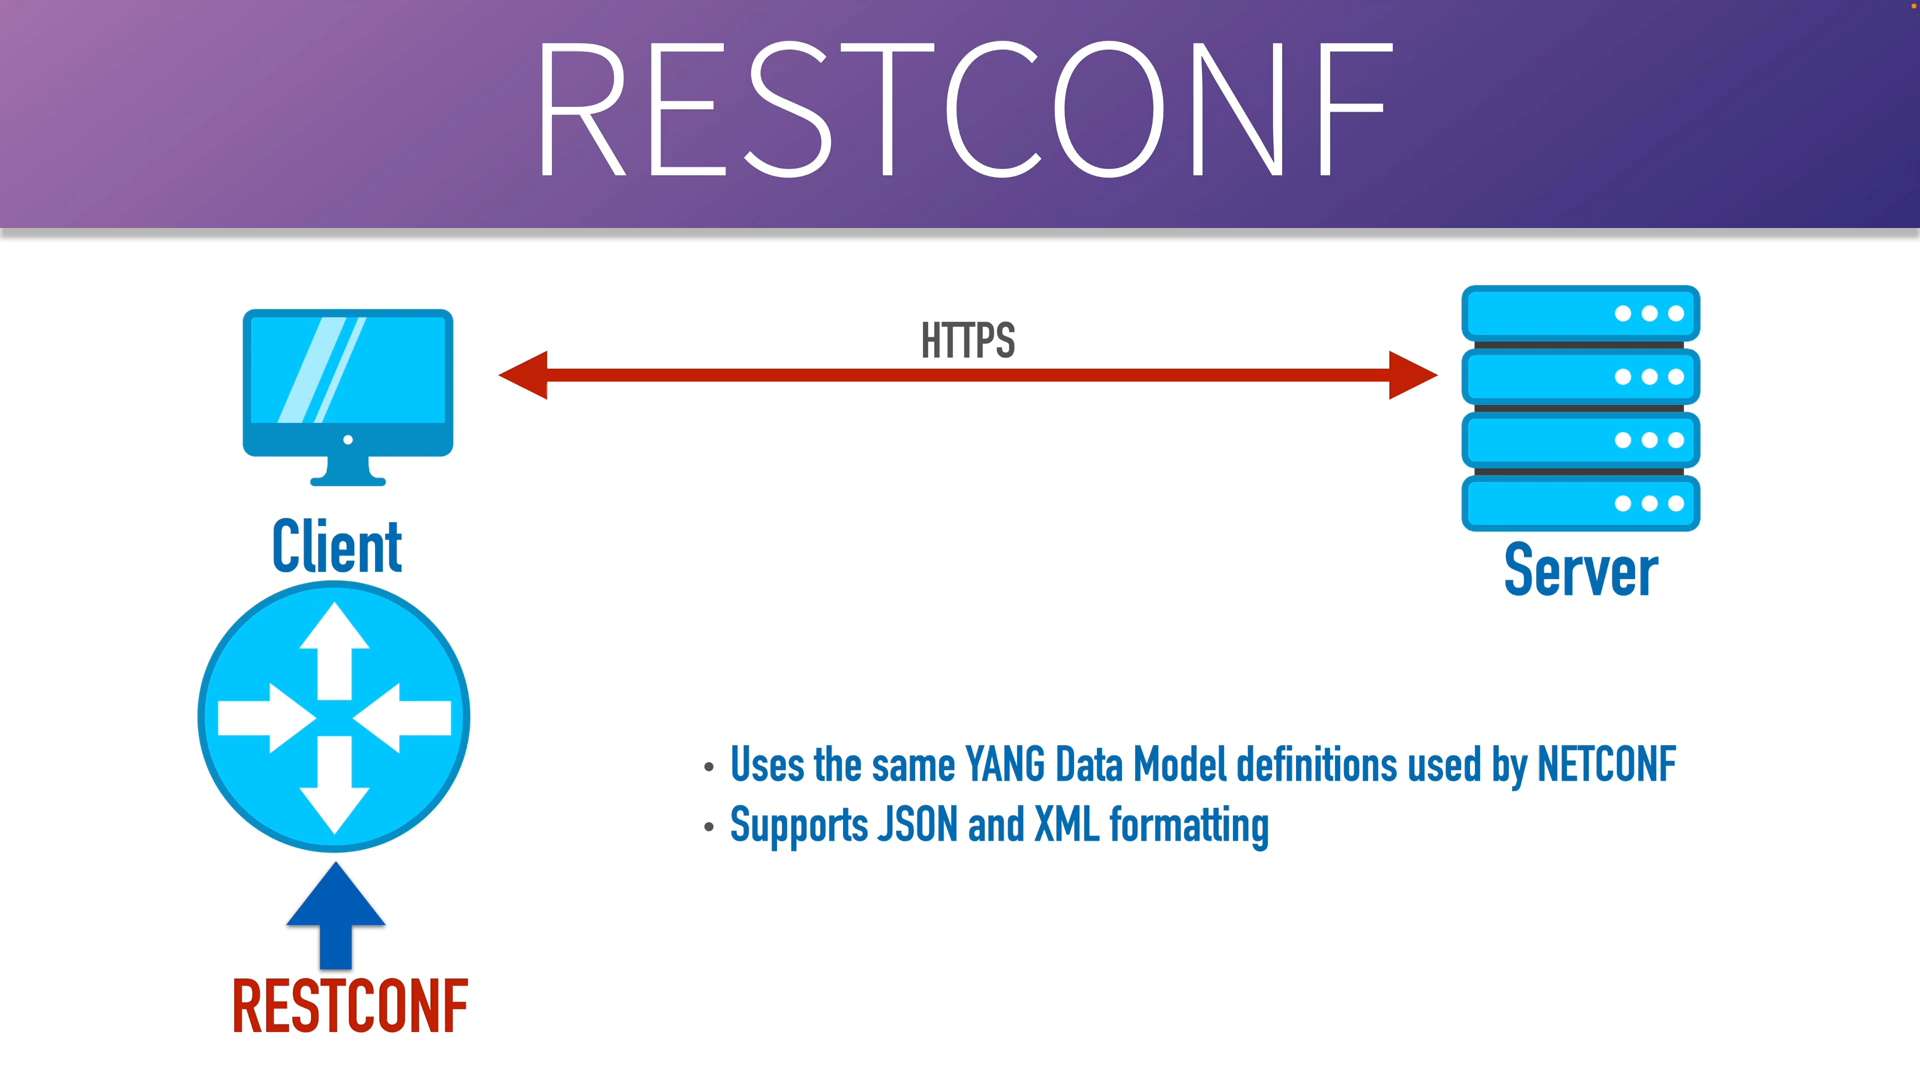 RESTCONF
HTTPS
Client
Server
• Uses the same YANG Data Model definitions used by NETCONF
• Supports JSON and XML formatting
RESTCONF